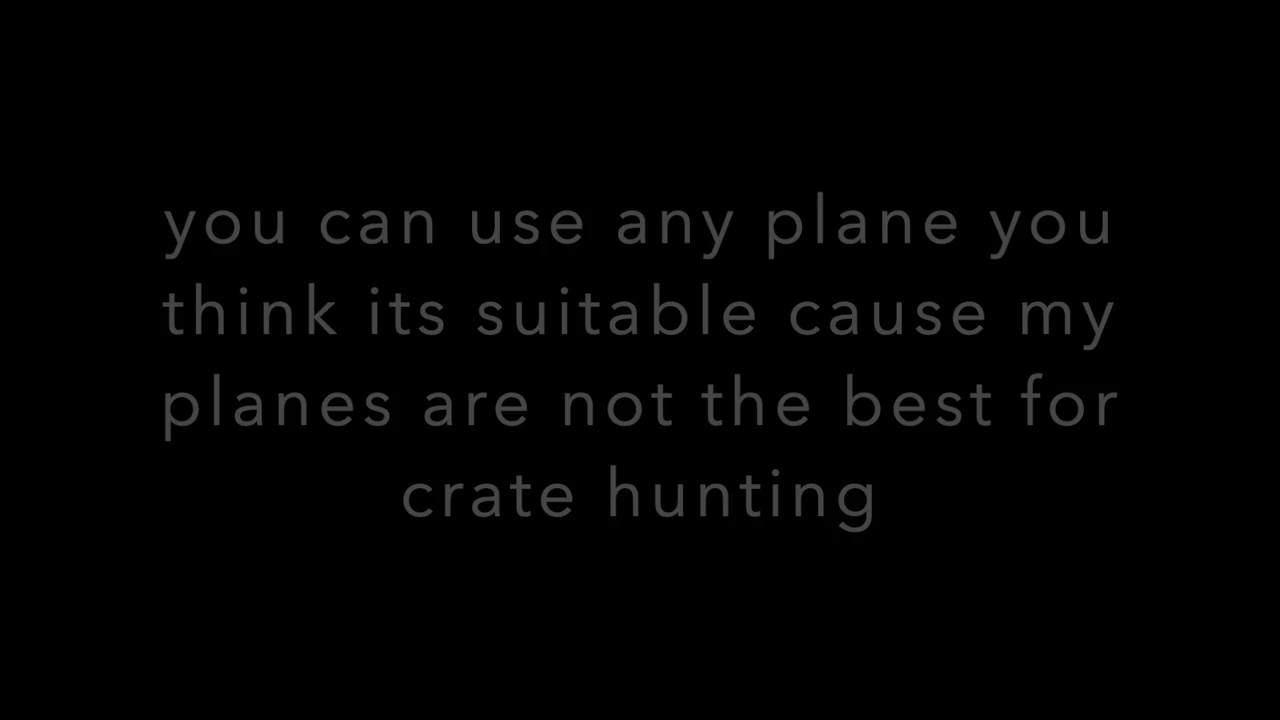 you can use any plane you
think its suitable cause my
planes are not the best for
crate hunting